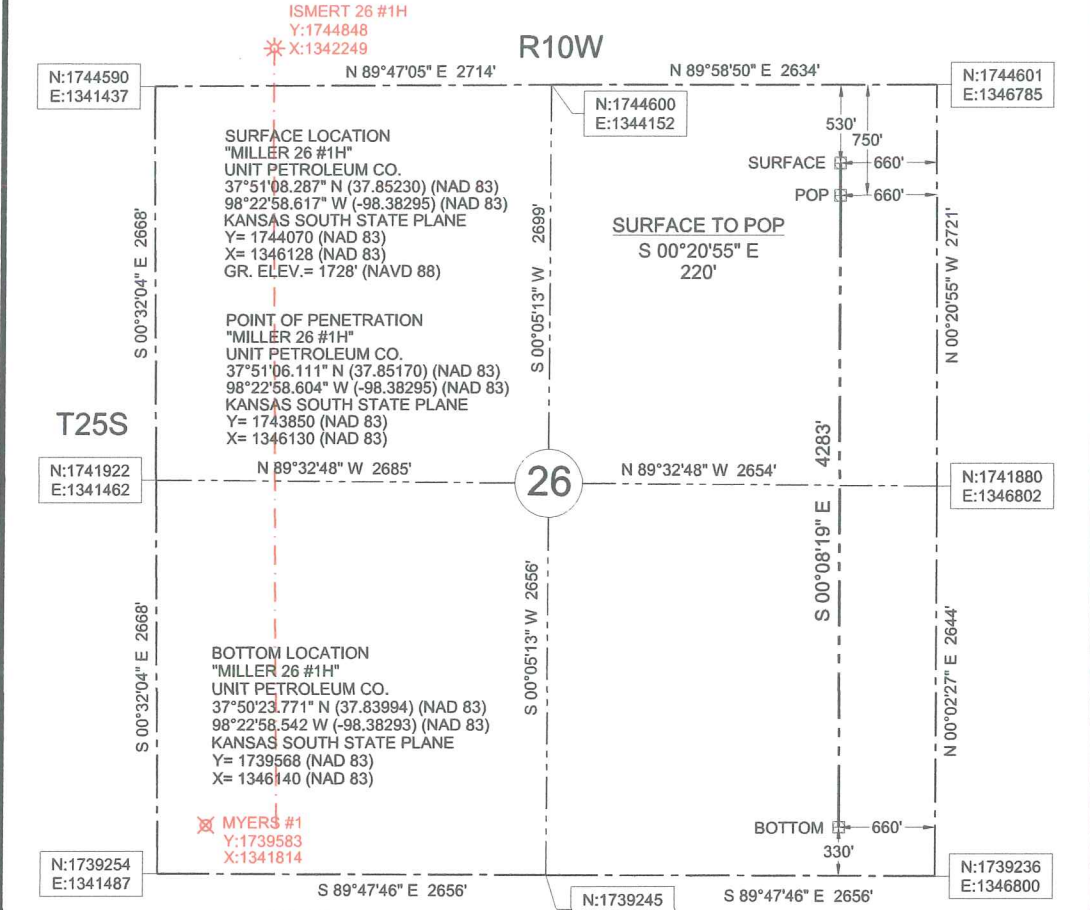 ISMERT 26 #1H
Y:1744848
X:1342249
R10W
N:1744590
E:1341437
N 89°47'05" E 2714'
N 89°58'50" E 2634'
N:1744601
E:1346785
N:1744600
E:1344152
530'
750'
SURFACE
660'
POP
660'
SURFACE LOCATION
"MILLER 26 #1H"
UNIT PETROLEUM CO.
37°51'08.287" N (37.85230) (NAD 83)
98°22'58.617" W (-98.38295) (NAD 83)
KANSAS SOUTH STATE PLANE
Y= 1744070 (NAD 83)
X= 1346128 (NAD 83)
GR. ELEV.= 1728' (NAVD 88)
SURFACE TO POP
S 00°20'55" E
220'
S 00°32'04" E 2668'
S 00°05'13" W 2699'
N 00°20'55" W 2721'
POINT OF PENETRATION
"MILLER 26 #1H"
UNIT PETROLEUM CO.
37°51'06.111" N (37.85170) (NAD 83)
98°22'58.604" W (-98.38295) (NAD 83)
KANSAS SOUTH STATE PLANE
Y= 1743850 (NAD 83)
X= 1346130 (NAD 83)
T25S
N:1741922
E:1341462
N 89°32'48" W 2685'
26
N 89°32'48" W 2654'
S 00°08'19" E 4283'
N:1741880
E:1346802
S 00°32'04" E 2668'
S 00°05'13" W 2656'
N 00°02'27" E 2644'
BOTTOM LOCATION
"MILLER 26 #1H"
UNIT PETROLEUM CO.
37°50'23.771" N (37.83994) (NAD 83)
98°22'58.542 W (-98.38293) (NAD 83)
KANSAS SOUTH STATE PLANE
Y= 1739568 (NAD 83)
X= 1346140 (NAD 83)
MYERS #1
Y:1739583
X:1341814
BOTTOM
660'
330'
N:1739254
E:1341487
S 89°47'46" E 2656'
N:1739245
S 89°47'46" E 2656'
N:1739236
E:1346800